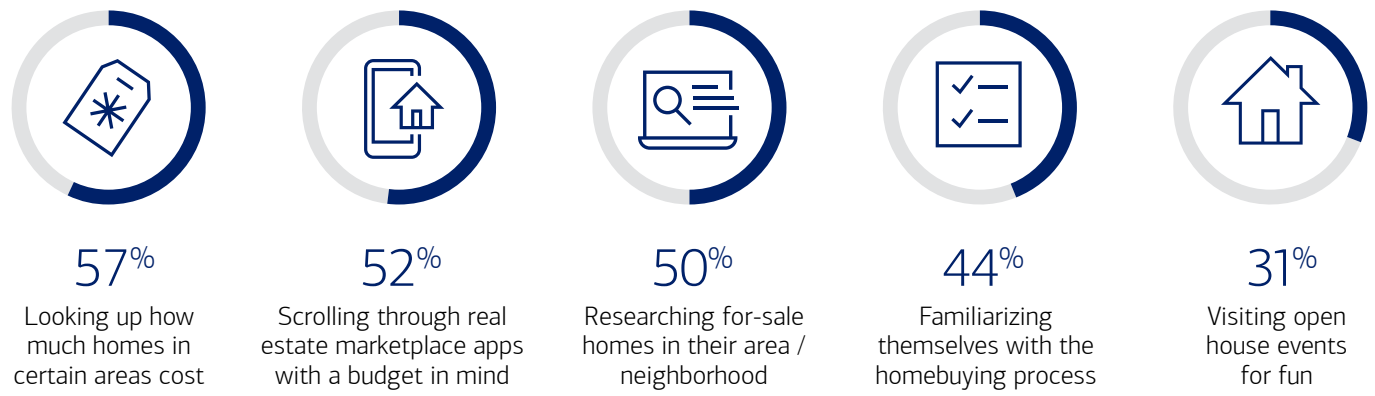 57%
Looking up how
much homes in
certain areas cost
52%
Scrolling through real
estate marketplace apps
with a budget in mind
50%
Researching for-sale
homes in their area /
neighborhood
44%
Familiarizing
themselves with the
homebuying process
31%
Visiting open
house events
for fun